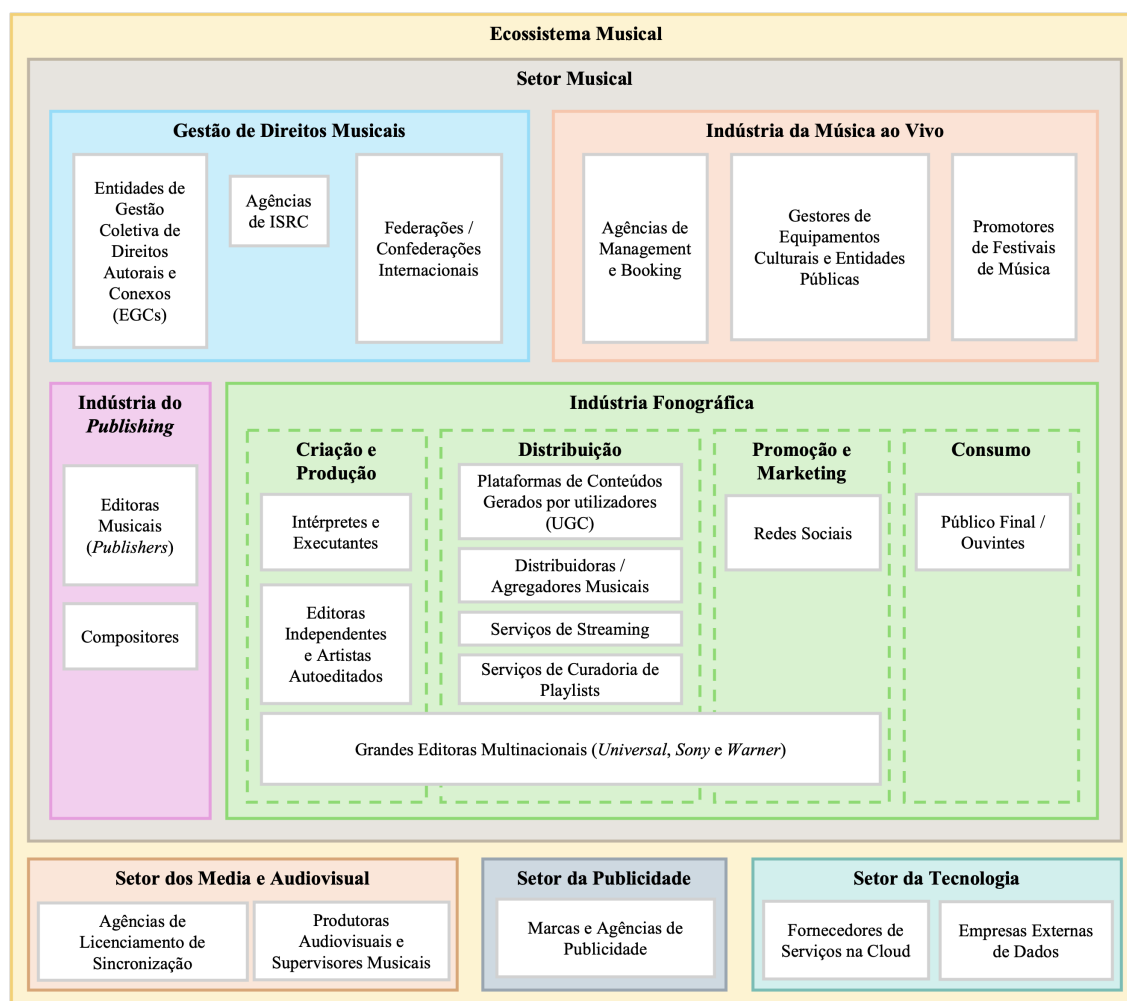 Ecossistema Musical
Setor Musical
Gestão de Direitos Musicais
Entidades de
Gestão
Coletiva de
Direitos
Autorais e
Conexos
(EGCs)
Agências
de ISRC
Federações /
Confederações
Internacionais
Indústria da Música ao Vivo
Agências de
Management
e Booking
Gestores de
Equipamentos
Culturais e Entidades
Públicas
Promotores
de Festivais
de Música
Indústria do
Publishing
Editoras
Musicais
(Publishers)
Compositores
Indústria Fonográfica
Criação e
Produção
Intérpretes e
Executantes
Editoras
Independentes
e Artistas
Autoeditados
Distribuição
Plataformas de Conteúdos
Gerados por utilizadores
(UGC)
Distribuidoras /
Agregadores Musicais
Serviços de Streaming
Serviços de Curadoria de
Playlists
Promoção e
Marketing
Redes Sociais
Consumo
Público Final /
Ouvintes
Grandes Editoras Multinacionais (Universal, Sony e Warner)
Setor dos Media e Audiovisual
Agências de
Licenciamento de
Sincronização
Produtoras
Audiovisuais e
Supervisores Musicais
Setor da Publicidade
Marcas e Agências de
Publicidade
Setor da Tecnologia
Fornecedores de
Serviços na Cloud
Empresas Externas
de Dados